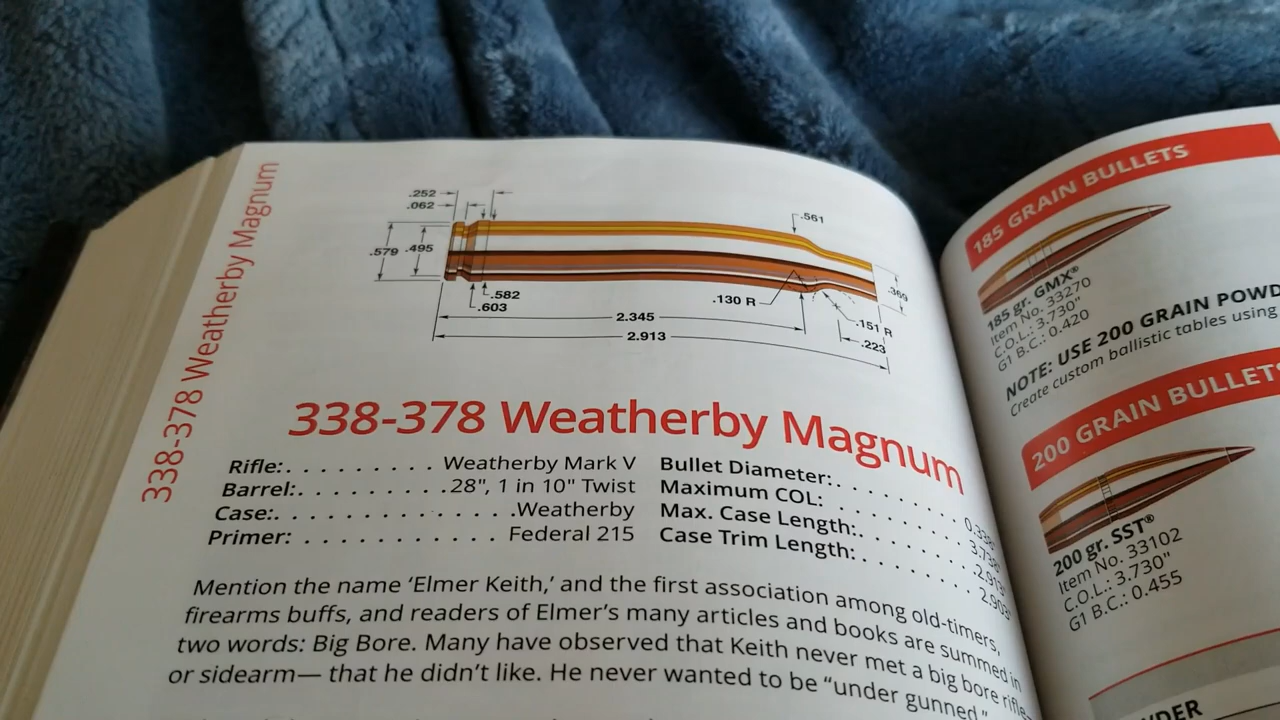 338-378 Weatherby Magnum
.252
.062
.561
.579
.495
.369
.582
.603
.130 R
.151 R
2.345
.223
2.913
338-378 Weatherby Magnum
Rifle:. . . . . . . . . Weatherby Mark V
Barrel:. . . . . . . . .28", 1 in 10" Twist
Case:. . . . . . . . . . . . . .Weatherby
Primer: . . . . . . . . . . . Federal 215
Bullet Diameter:. . . . . . . .
Maximum COL: . . . . . . . .
Max. Case Length:. . . . . . .
Case Trim Length:. . . . . . .
Mention the name ‘Elmer Keith,’ and the first association among old-timers,
firearms buffs, and readers of Elmer’s many articles and books are summed in
two words: Big Bore. Many have observed that Keith never met a big bore rifle—
or sidearm— that he didn’t like. He never wanted to be “under gunned.”
185 GRAIN BULLETS
185 gr. GMX®
Item No. 33270
C.O.L.: 3.730"
G1 B.C.: 0.420
NOTE: USE 200 GRAIN POWD
Create custom ballistic tables using
200 GRAIN BULLETS
200 gr. SST®
Item No. 33102
C.O.L.: 3.730"
G1 B.C.: 0.455